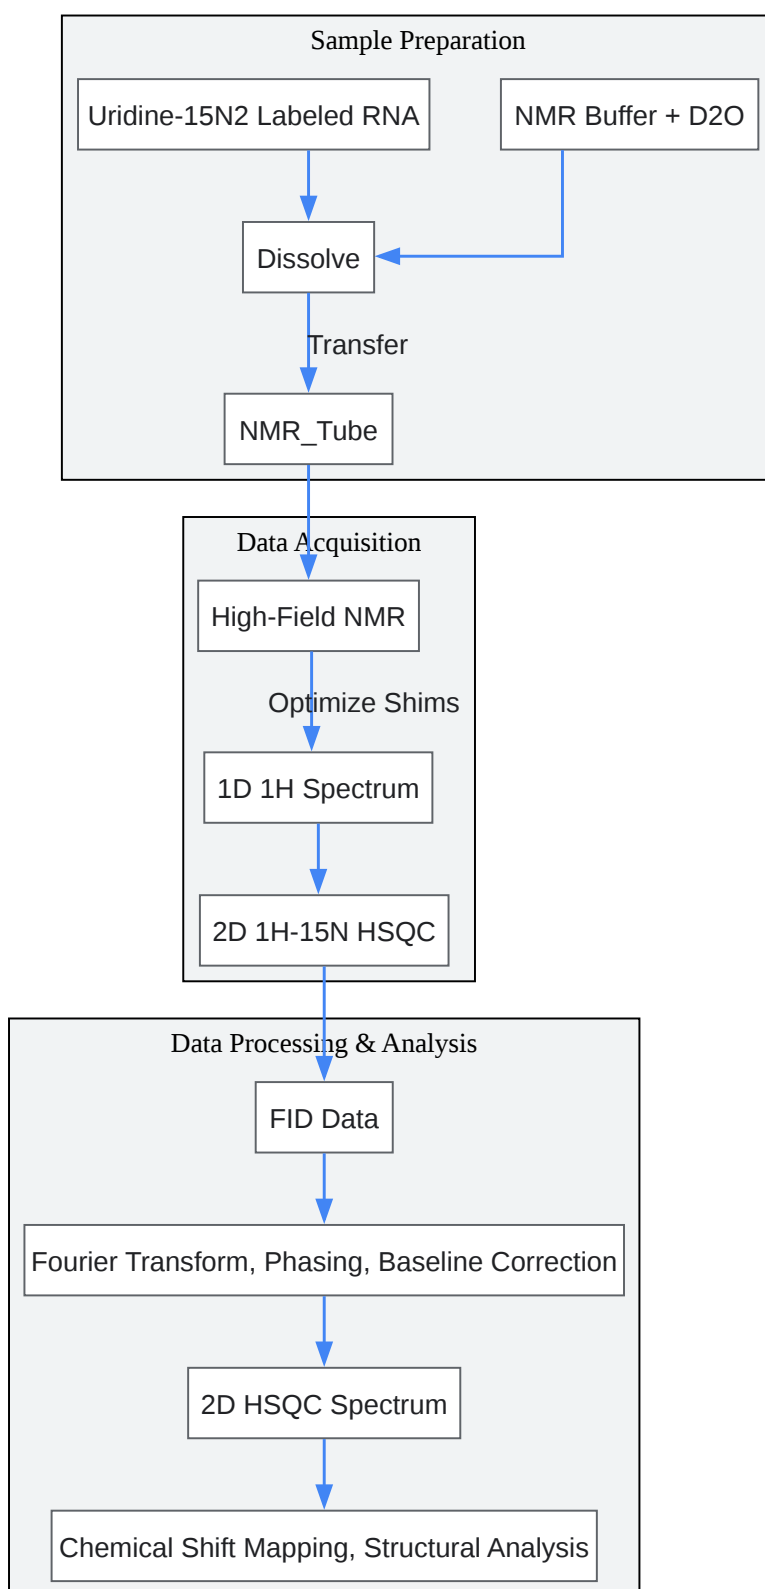 Sample Preparation
Uridine-15N2 Labeled RNA
NMR Buffer + D2O
Dissolve
Transfer
NMR_Tube
Data Acquisition
High-Field NMR
Optimize Shims
1D 1H Spectrum
2D 1H-15N HSQC
Data Processing & Analysis
FID Data
Fourier Transform, Phasing, Baseline Correction
2D HSQC Spectrum
Chemical Shift Mapping, Structural Analysis